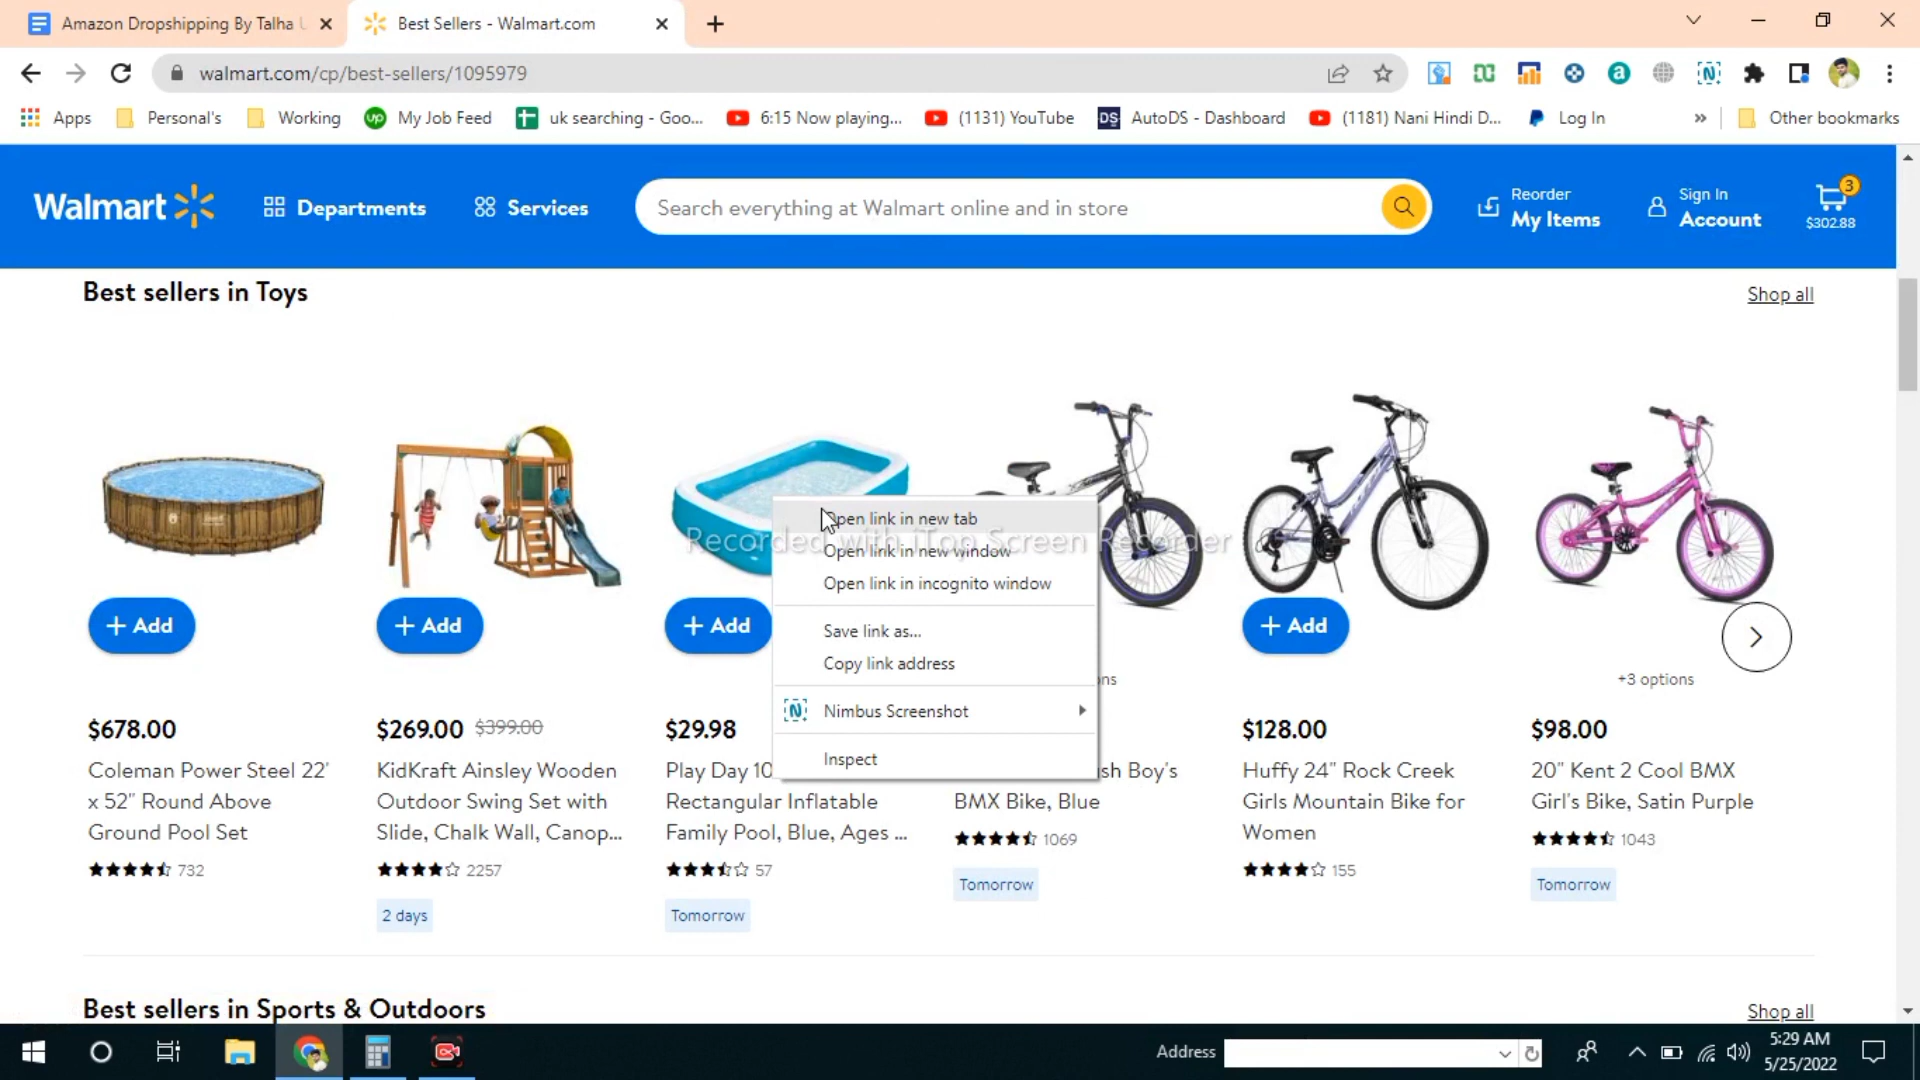 Amazon Dropshipping By Talha
Best Sellers - Walmart.com
walmart.com/cp/best-sellers/1095979
Apps
Personal's
Working
up My Job Feed
uk searching - Goo...
6:15 Now playing...
(1131) YouTube
DS AutoDS - Dashboard
(1181) Nani Hindi D...
Log In
»
Other bookmarks
Walmart
Departments
Services
Search everything at Walmart online and in store
Reorder
My Items
Sign In
Account
3
$302.88
Best sellers in Toys
Shop all
Open link in new tab
Recorded with iTop Screen Recorder
Open link in new window
Open link in incognito window
Save link as...
Copy link address
Nimbus Screenshot
Inspect
+ Add
+ Add
+ Add
+ Add
+3 options
$678.00
Coleman Power Steel 22'
x 52" Round Above
Ground Pool Set
732
$269.00 $399.00
KidKraft Ainsley Wooden
Outdoor Swing Set with
Slide, Chalk Wall, Canop...
2257
2 days
$29.98
Play Day 10
Rectangular Inflatable
Family Pool, Blue, Ages ...
57
Tomorrow
Boy's
BMX Bike, Blue
1069
Tomorrow
$128.00
Huffy 24" Rock Creek
Girls Mountain Bike for
Women
155
$98.00
20" Kent 2 Cool BMX
Girl's Bike, Satin Purple
1043
Tomorrow
Best sellers in Sports & Outdoors
Shop all
Address
5:29 AM
5/25/2022